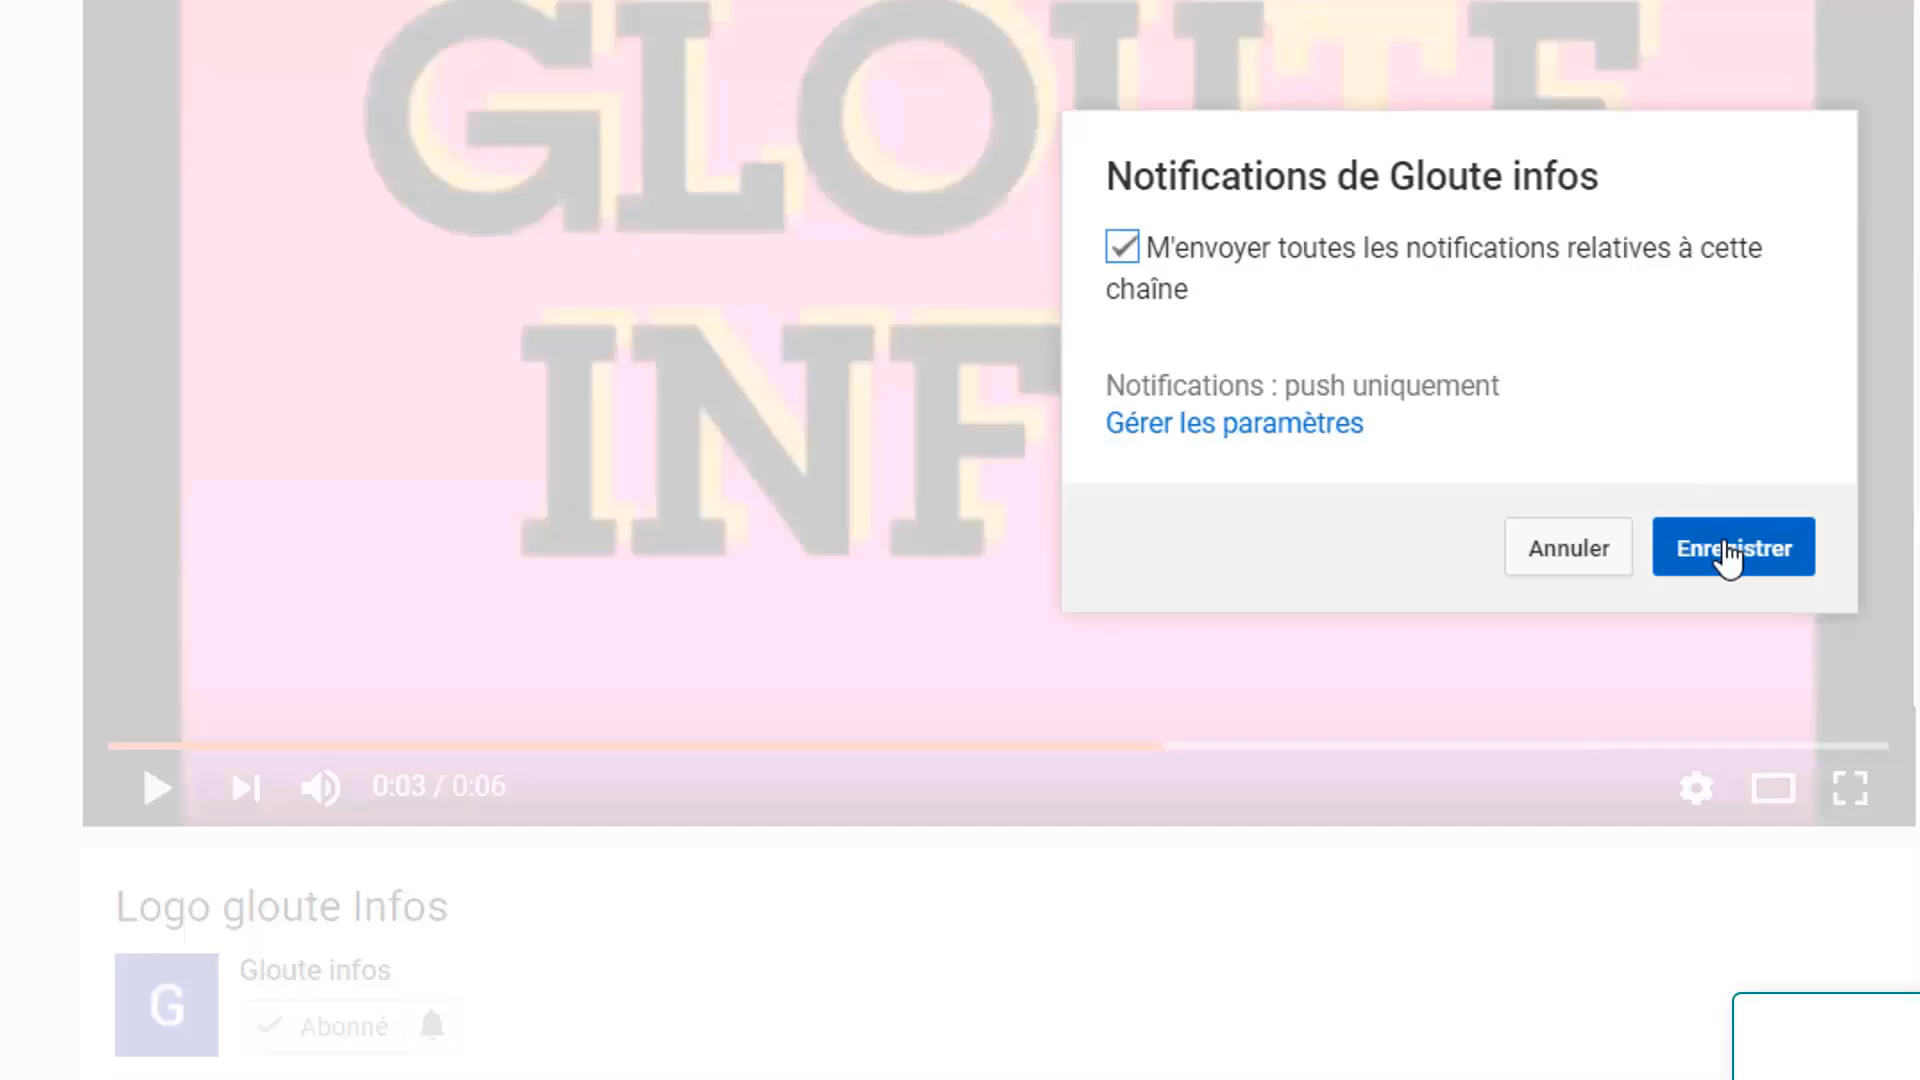 GLOUTE
INF
Notifications de Gloute infos
M'envoyer toutes les notifications relatives à cette
chaîne
Notifications : push uniquement
Gérer les paramètres
Annuler
Enregistrer
0:03 / 0:06
Logo gloute Infos
G
Gloute infos
Abonné